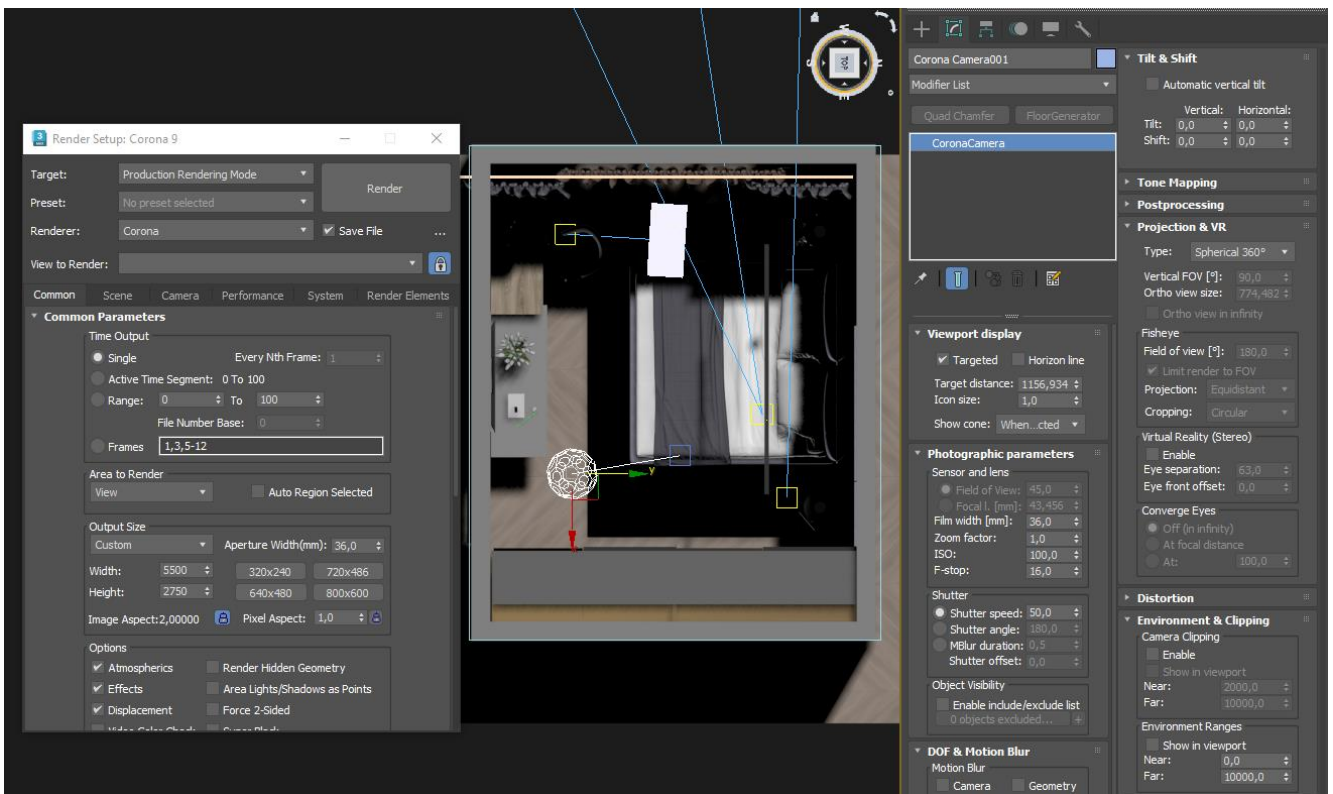 TOP
S
N
E
y
Render Setup: Corona 9
Target: Production Rendering Mode
Render
Preset: No preset selected
Renderer: Corona Save File ...
View to Render:
Common Scene Camera Performance System Render Elements
Common Parameters
Time Output
Single Every Nth Frame: 1
Active Time Segment: 0 To 100
Range: 0 To 100
File Number Base: 0
Frames 1,3,5-12
Area to Render
View Auto Region Selected
Output Size
Custom Aperture Width(mm): 36,0
Width: 5500 320x240 720x486
Height: 2750 640x480 800x600
Image Aspect:2,00000 Pixel Aspect: 1,0
Options
Atmospherics Render Hidden Geometry
Effects Area Lights/Shadows as Points
Displacement Force 2-Sided
Corona Camera001
Modifier List
Quad Chamfer FloorGenerator
CoronaCamera
Viewport display
Targeted Horizon line
Target distance: 1156,934
Icon size: 1,0
Show cone: When...cted
Photographic parameters
Sensor and lens
Field of View: 45,0
Focal l. [mm]: 43,456
Film width [mm]: 36,0
Zoom factor: 1,0
ISO: 100,0
F-stop: 16,0
Shutter
Shutter speed: 50,0
Shutter angle: 180,0
MBlur duration: 0,5
Shutter offset: 0,0
Object Visibility
Enable include/exclude list
0 objects excluded... +
DOF & Motion Blur
Motion Blur
Camera Geometry
Tilt & Shift
Automatic vertical tilt
Vertical: Horizontal:
Tilt: 0,0 0,0
Shift: 0,0 0,0
Tone Mapping
Postprocessing
Projection & VR
Type: Spherical 360°
Vertical FOV [°]: 90,0
Ortho view size: 774,482
Ortho view in infinity
Fisheye
Field of view [°]: 180,0
Limit render to FOV
Projection: Equidistant
Cropping: Circular
Virtual Reality (Stereo)
Enable
Eye separation: 63,0
Eye front offset: 0,0
Converge Eyes
Off (in infinity)
At focal distance
At: 100,0
Distortion
Environment & Clipping
Camera Clipping
Enable
Show in viewport
Near: 2000,0
Far: 10000,0
Environment Ranges
Show in viewport
Near: 0,0
Far: 10000,0